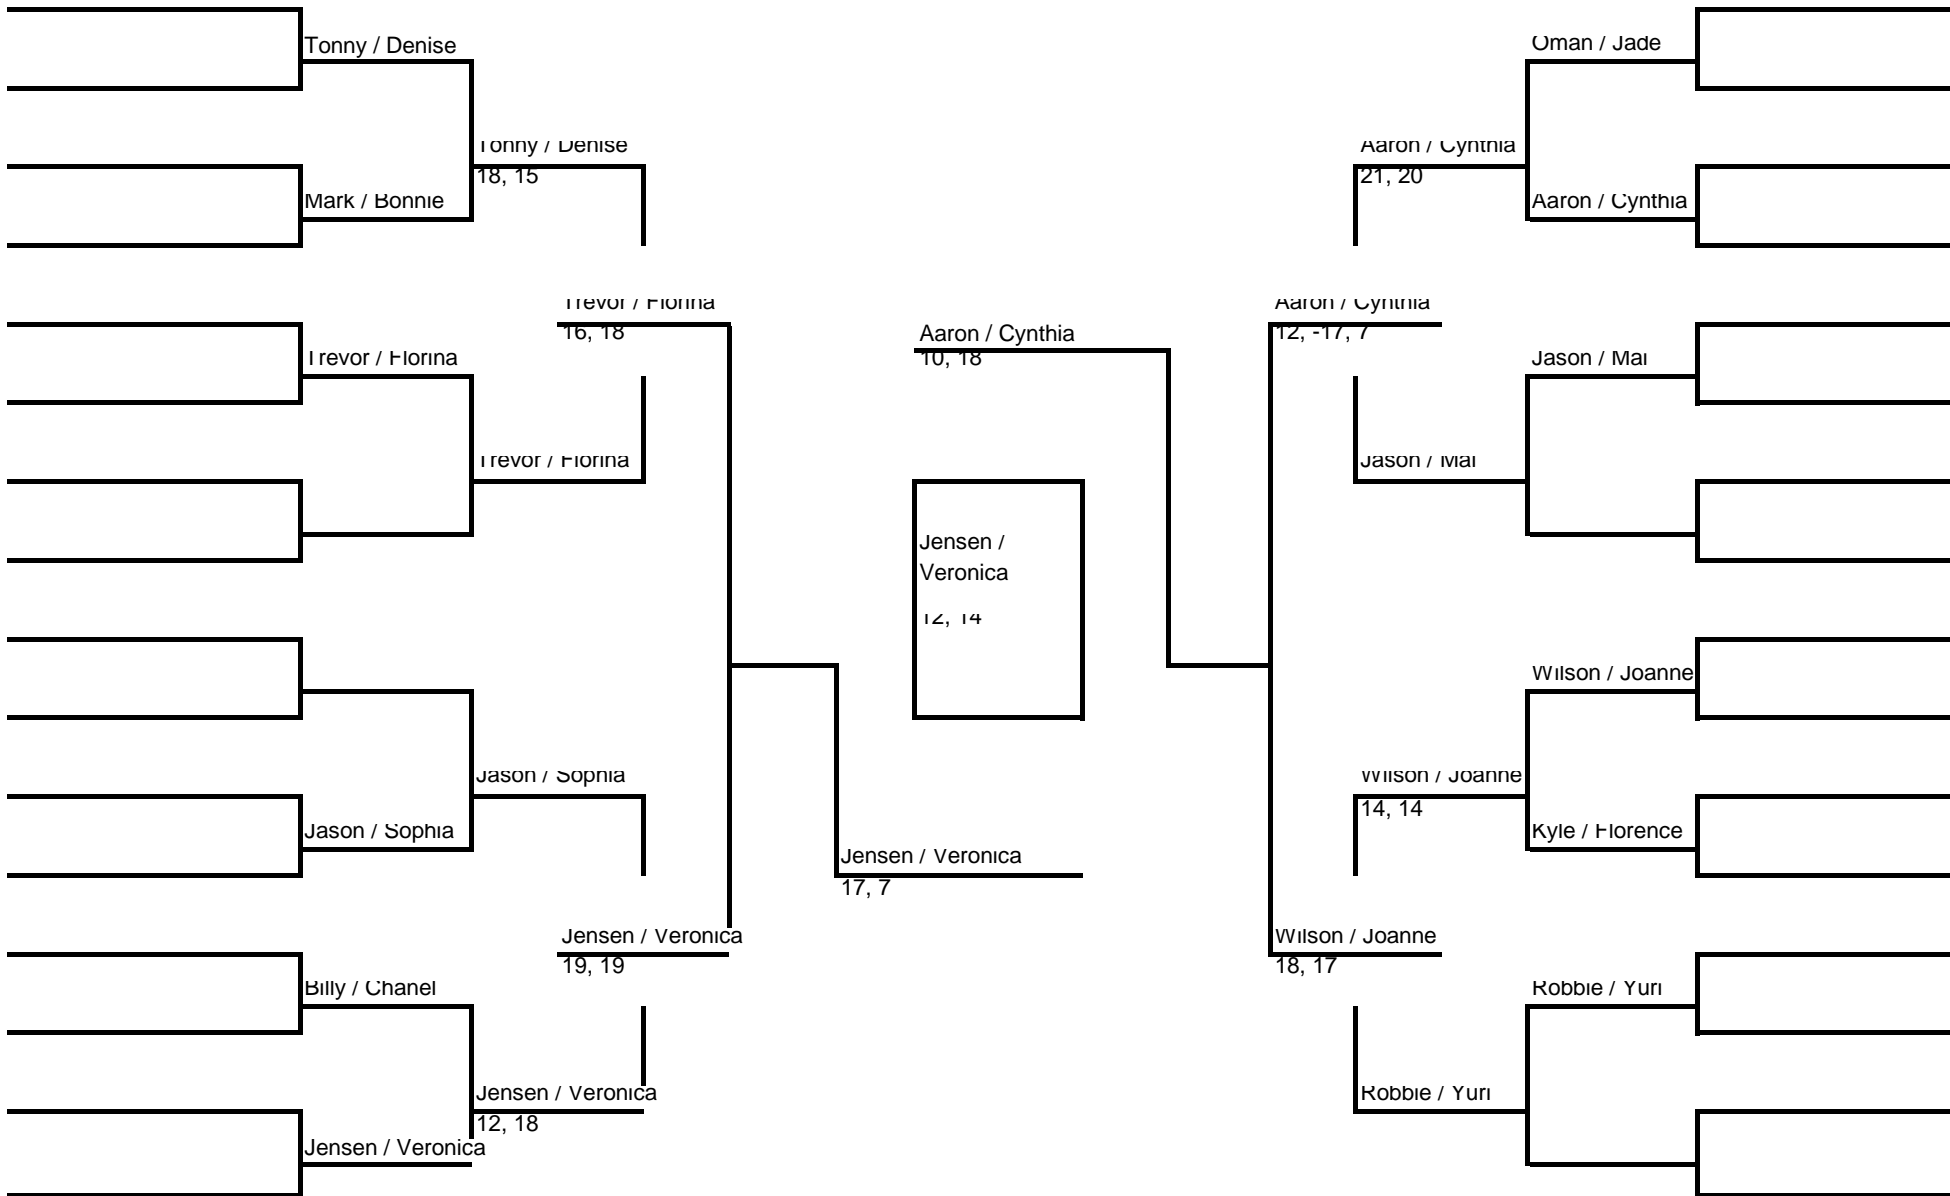 Tonny / Denise
Tonny / Denise
18, 15
Mark / Bonnie
Trevor / Florina
16, 18
Trevor / Florina
Trevor / Florina
Jason / Sophia
Jason / Sophia
Jensen / Veronica
19, 19
Billy / Chanel
Jensen / Veronica
12, 18
Jensen / Veronica
Jensen / Veronica
17, 7
Aaron / Cynthia
10, 18
Jensen /
Veronica
12, 14
Oman / Jade
Aaron / Cynthia
21, 20
Aaron / Cynthia
Aaron / Cynthia
12, -17, 7
Jason / Mai
Jason / Mai
Wilson / Joanne
Wilson / Joanne
14, 14
Kyle / Florence
Wilson / Joanne
18, 17
Robbie / Yuri
Robbie / Yuri